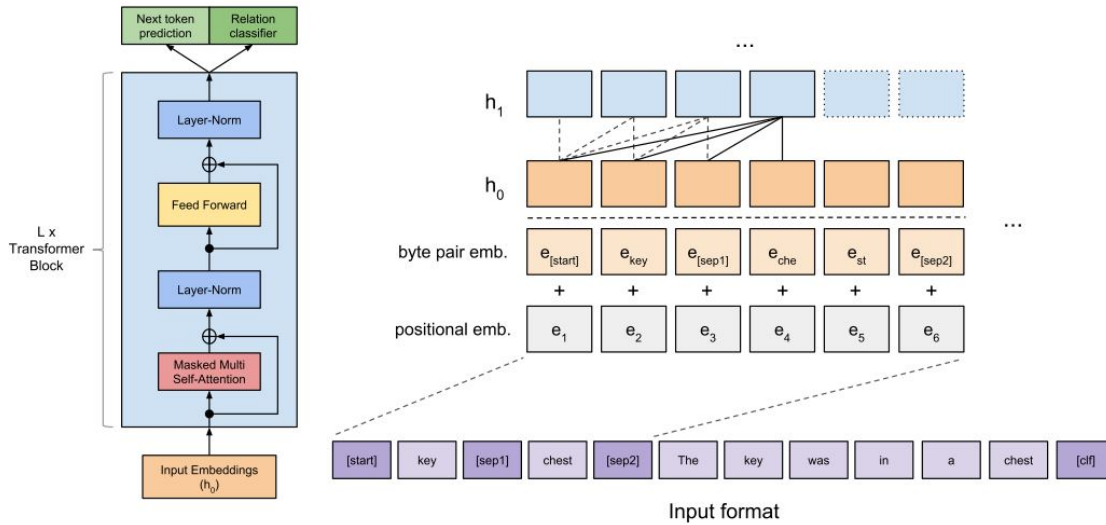 Next token
prediction
Relation
classifier
Layer-Norm
Feed Forward
L x
Transformer
Block
Layer-Norm
Masked Multi
Self-Attention
Input Embeddings
(h0)
...
h1
h0
...
byte pair emb.
e[start]
ekey
e[sep1]
eche
est
e[sep2]
+ + + + + +
positional emb.
e1
e2
e3
e4
e5
e6
[start] key [sep1] chest [sep2] The key was in a chest [clf]
Input format